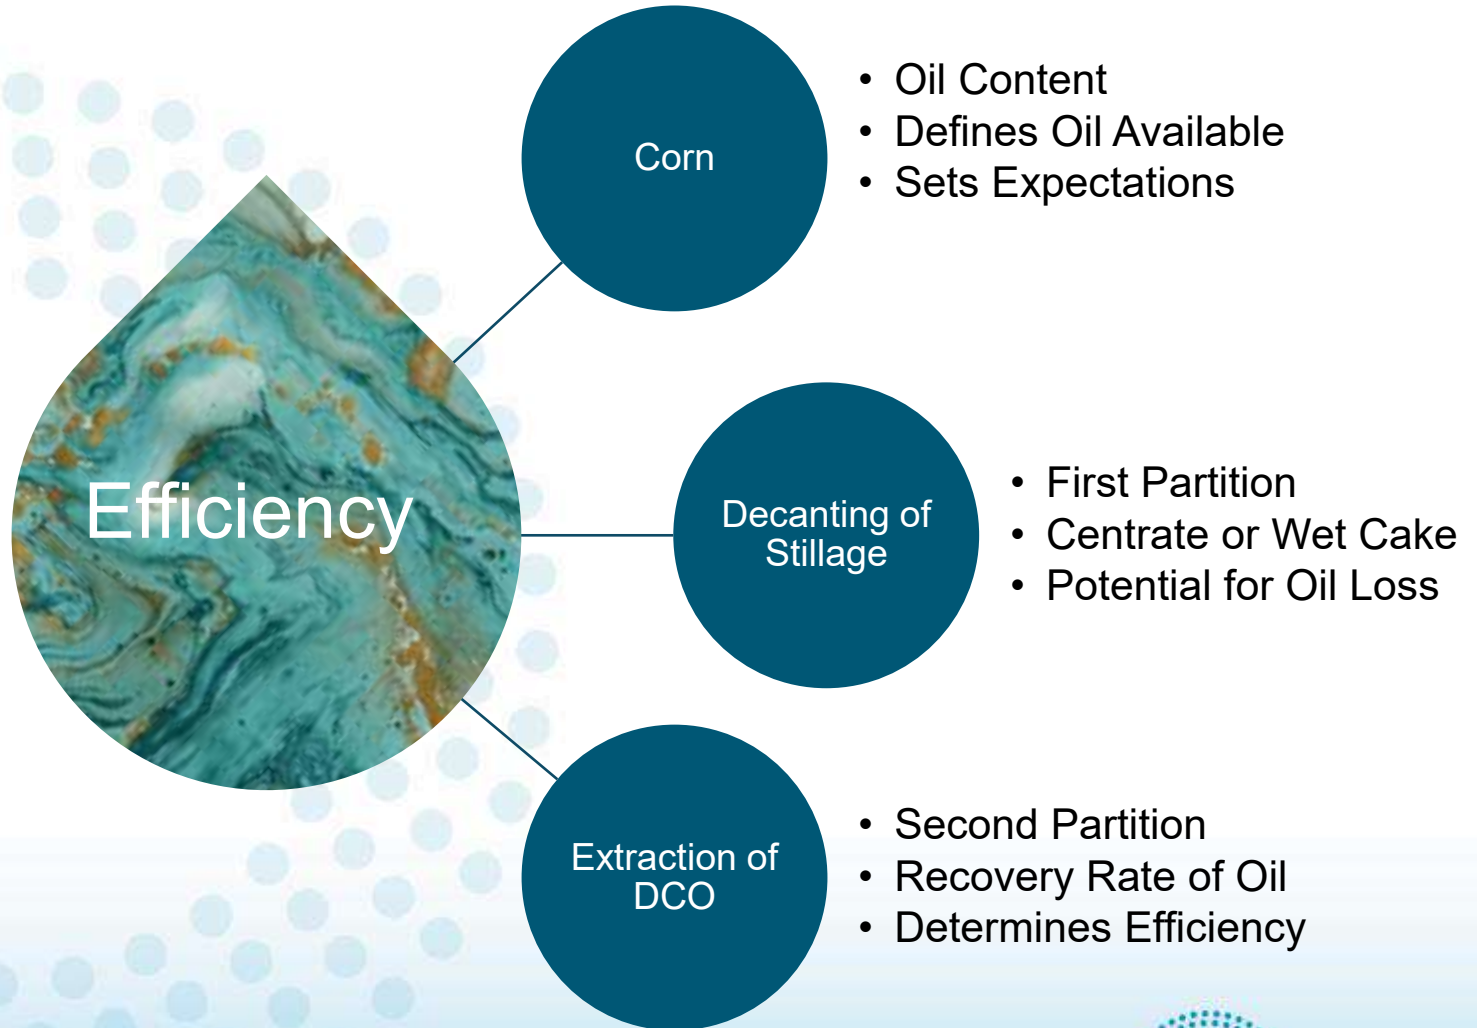 Corn
• Oil Content
• Defines Oil Available
• Sets Expectations
Efficiency
Decanting of
Stillage
• First Partition
• Centrate or Wet Cake
• Potential for Oil Loss
Extraction of
DCO
• Second Partition
• Recovery Rate of Oil
• Determines Efficiency